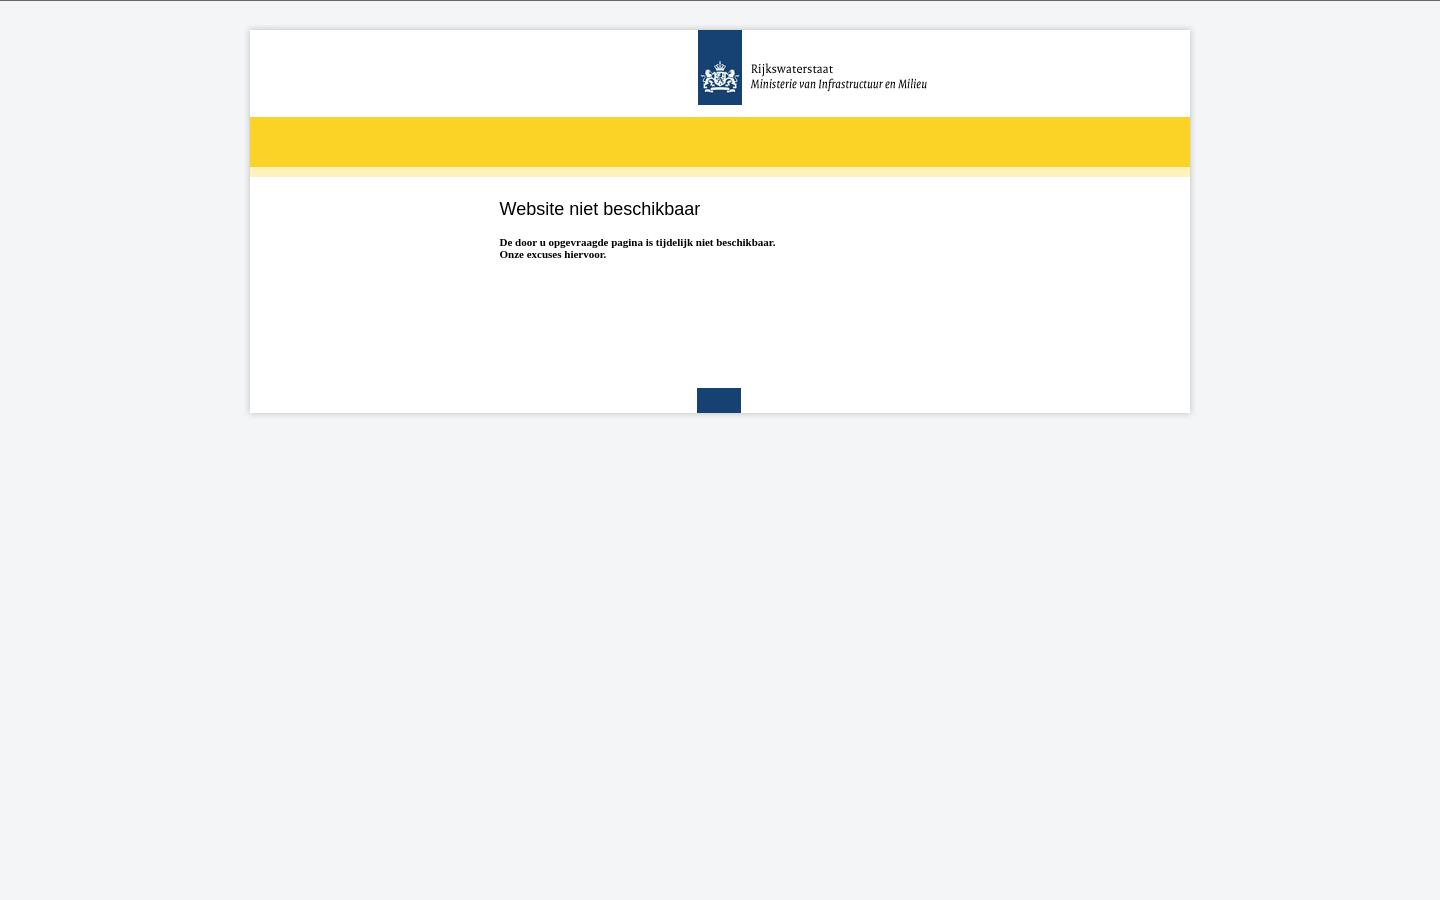 Rijkswaterstaat
Ministerie van Infrastructuur en Milieu
Website niet beschikbaar
De door u opgevraagde pagina is tijdelijk niet beschikbaar.
Onze excuses hiervoor.